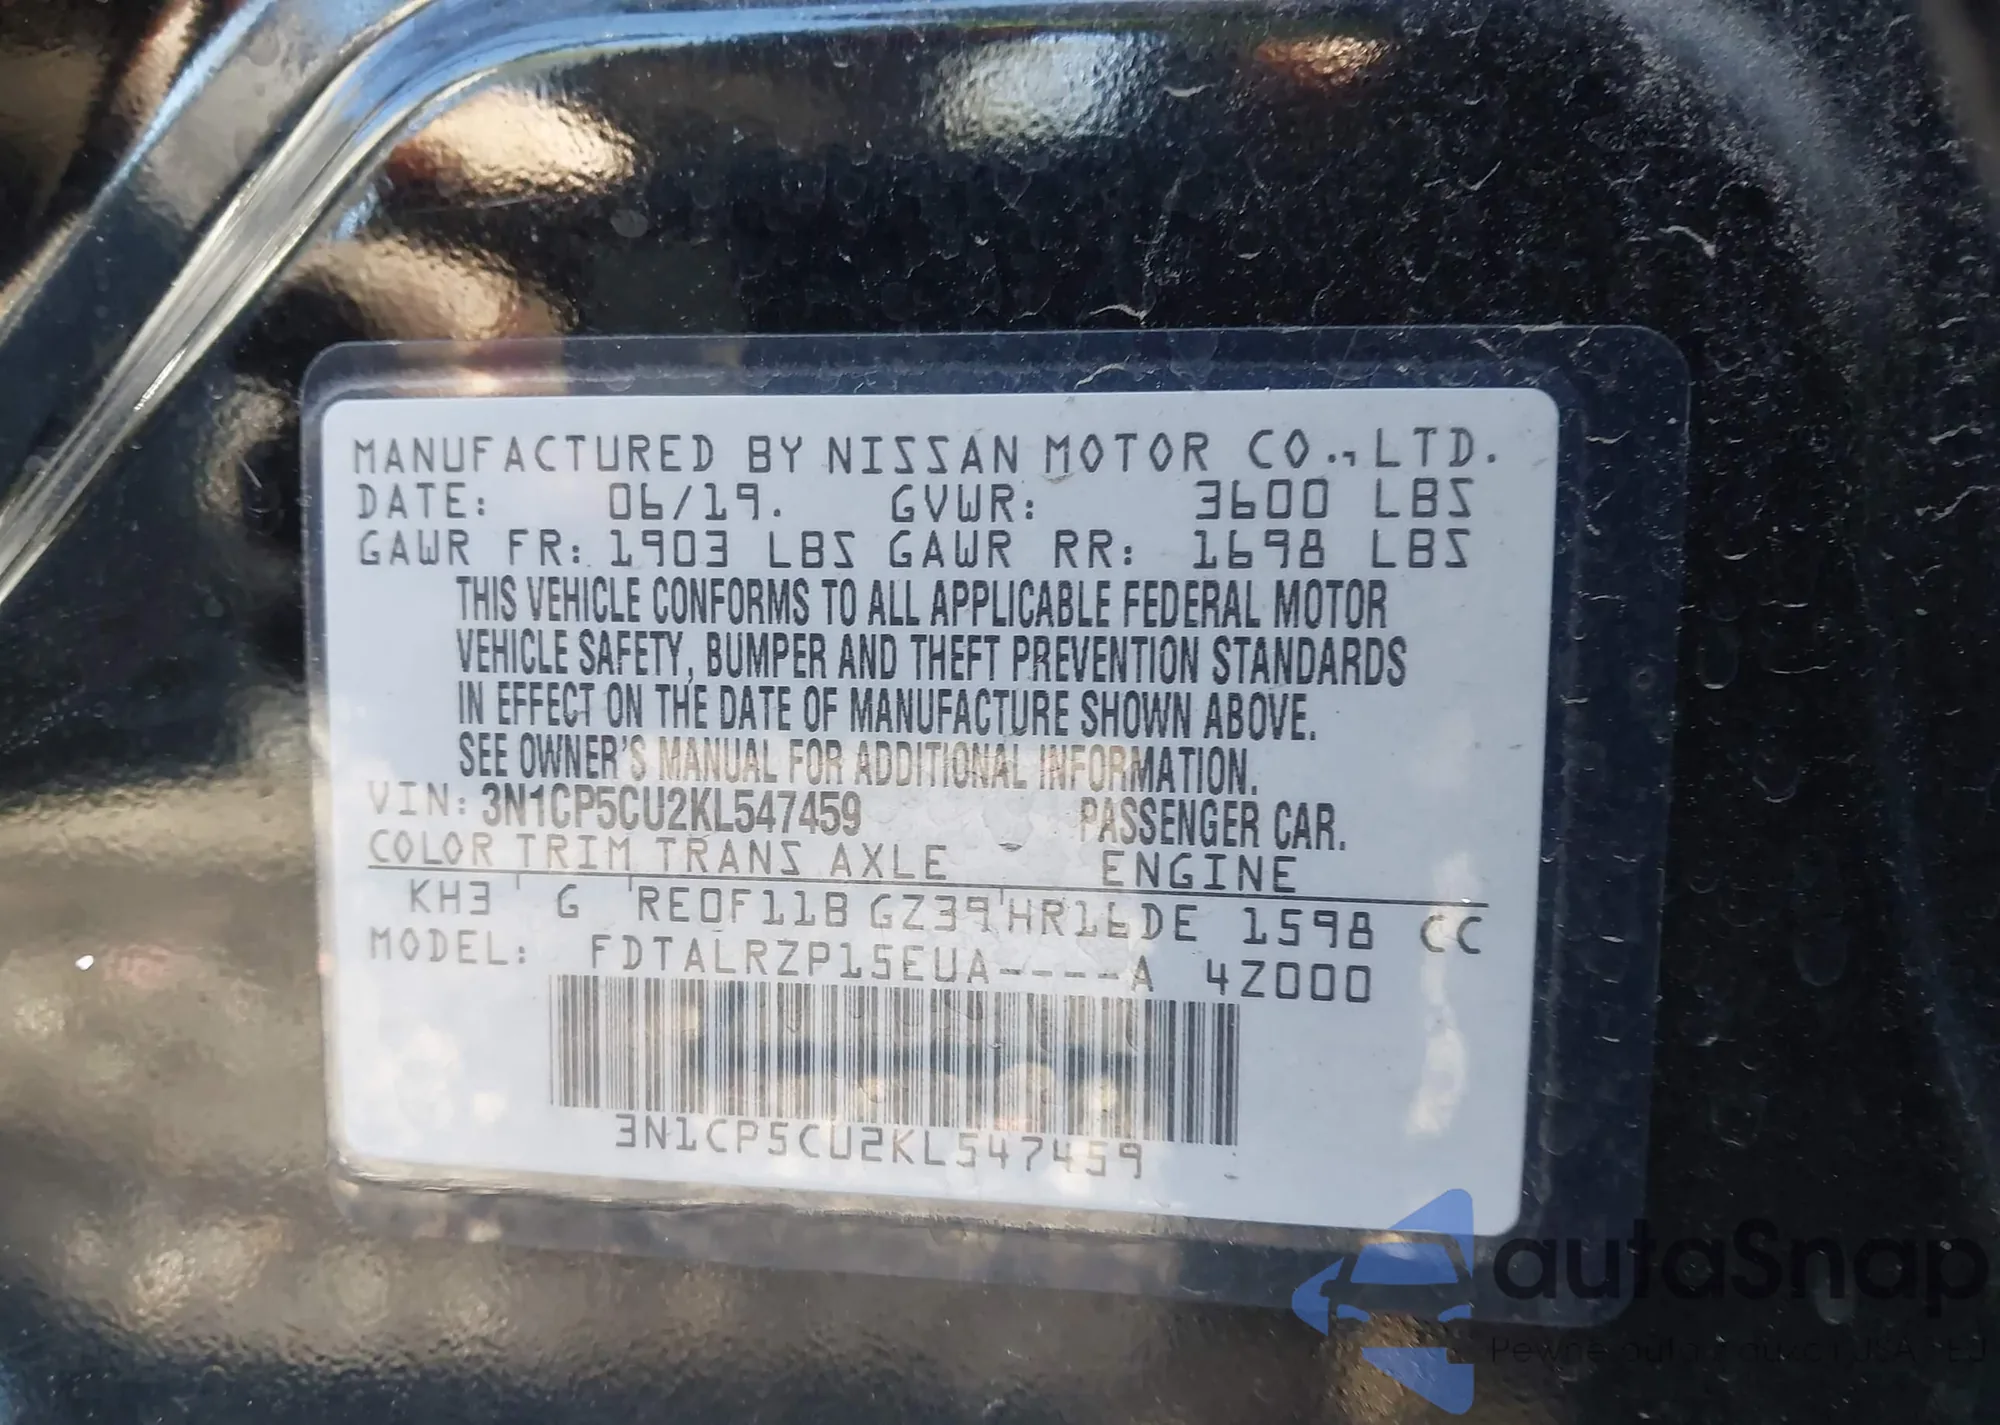 MANUFACTURED BY NISSAN MOTOR CO., LTD.
DATE: 06/19. GVWR: 3600 LBS
GAWR FR: 1903 LBS GAWR RR: 1698 LBS
THIS VEHICLE CONFORMS TO ALL APPLICABLE FEDERAL MOTOR
VEHICLE SAFETY, BUMPER AND THEFT PREVENTION STANDARDS
IN EFFECT ON THE DATE OF MANUFACTURE SHOWN ABOVE.
SEE OWNER'S MANUAL FOR ADDITIONAL INFORMATION.
VIN: 3N1CP5CU2KL547459 PASSENGER CAR.
COLOR TRIM TRANS AXLE ENGINE
KH3 G RE0F11B GZ39 HR16DE 1598 CC
MODEL: FDTALRZP15EUA----A 4Z000
3N1CP5CU2KL547459
autaSnap
Pewne auta z